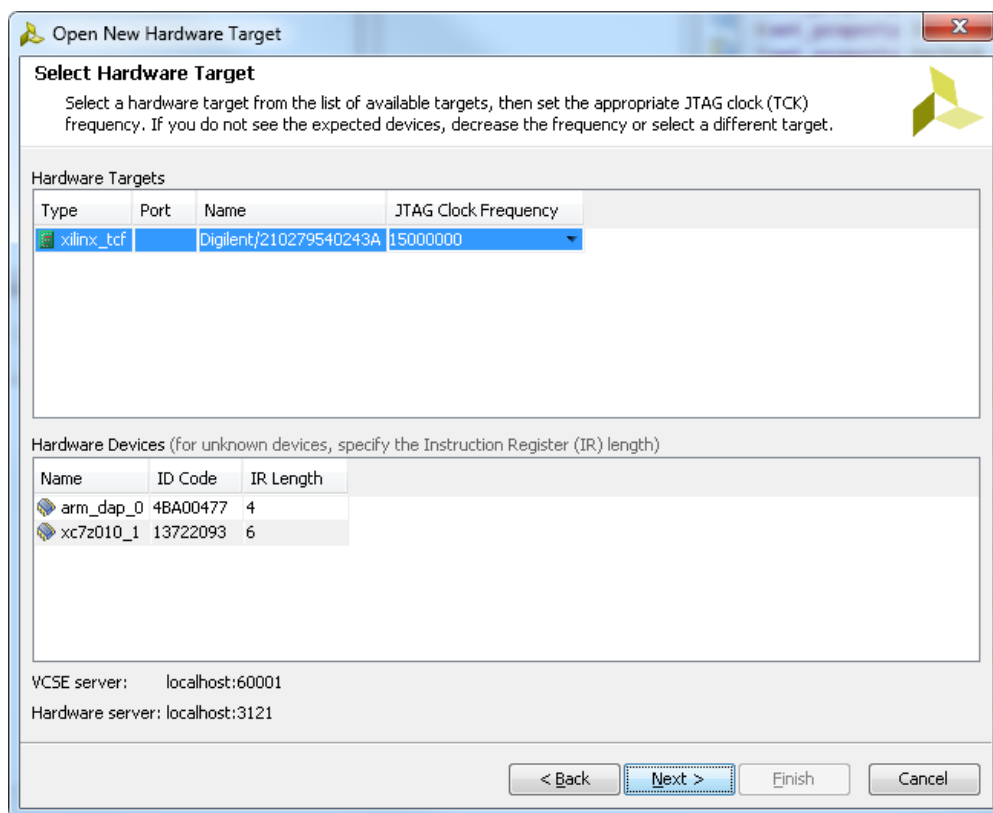 Open New Hardware Target
Select Hardware Target
Select a hardware target from the list of available targets, then set the appropriate JTAG clock (TCK)
frequency. If you do not see the expected devices, decrease the frequency or select a different target.
Hardware Targets
Type Port Name JTAG Clock Frequency
xilinx_tcf Digilent/210279540243A 15000000
Hardware Devices (for unknown devices, specify the Instruction Register (IR) length)
Name ID Code IR Length
arm_dap_0 4BA00477 4
xc7z010_1 13722093 6
VCSE server: localhost:60001
Hardware server: localhost:3121
< Back Next > Finish Cancel